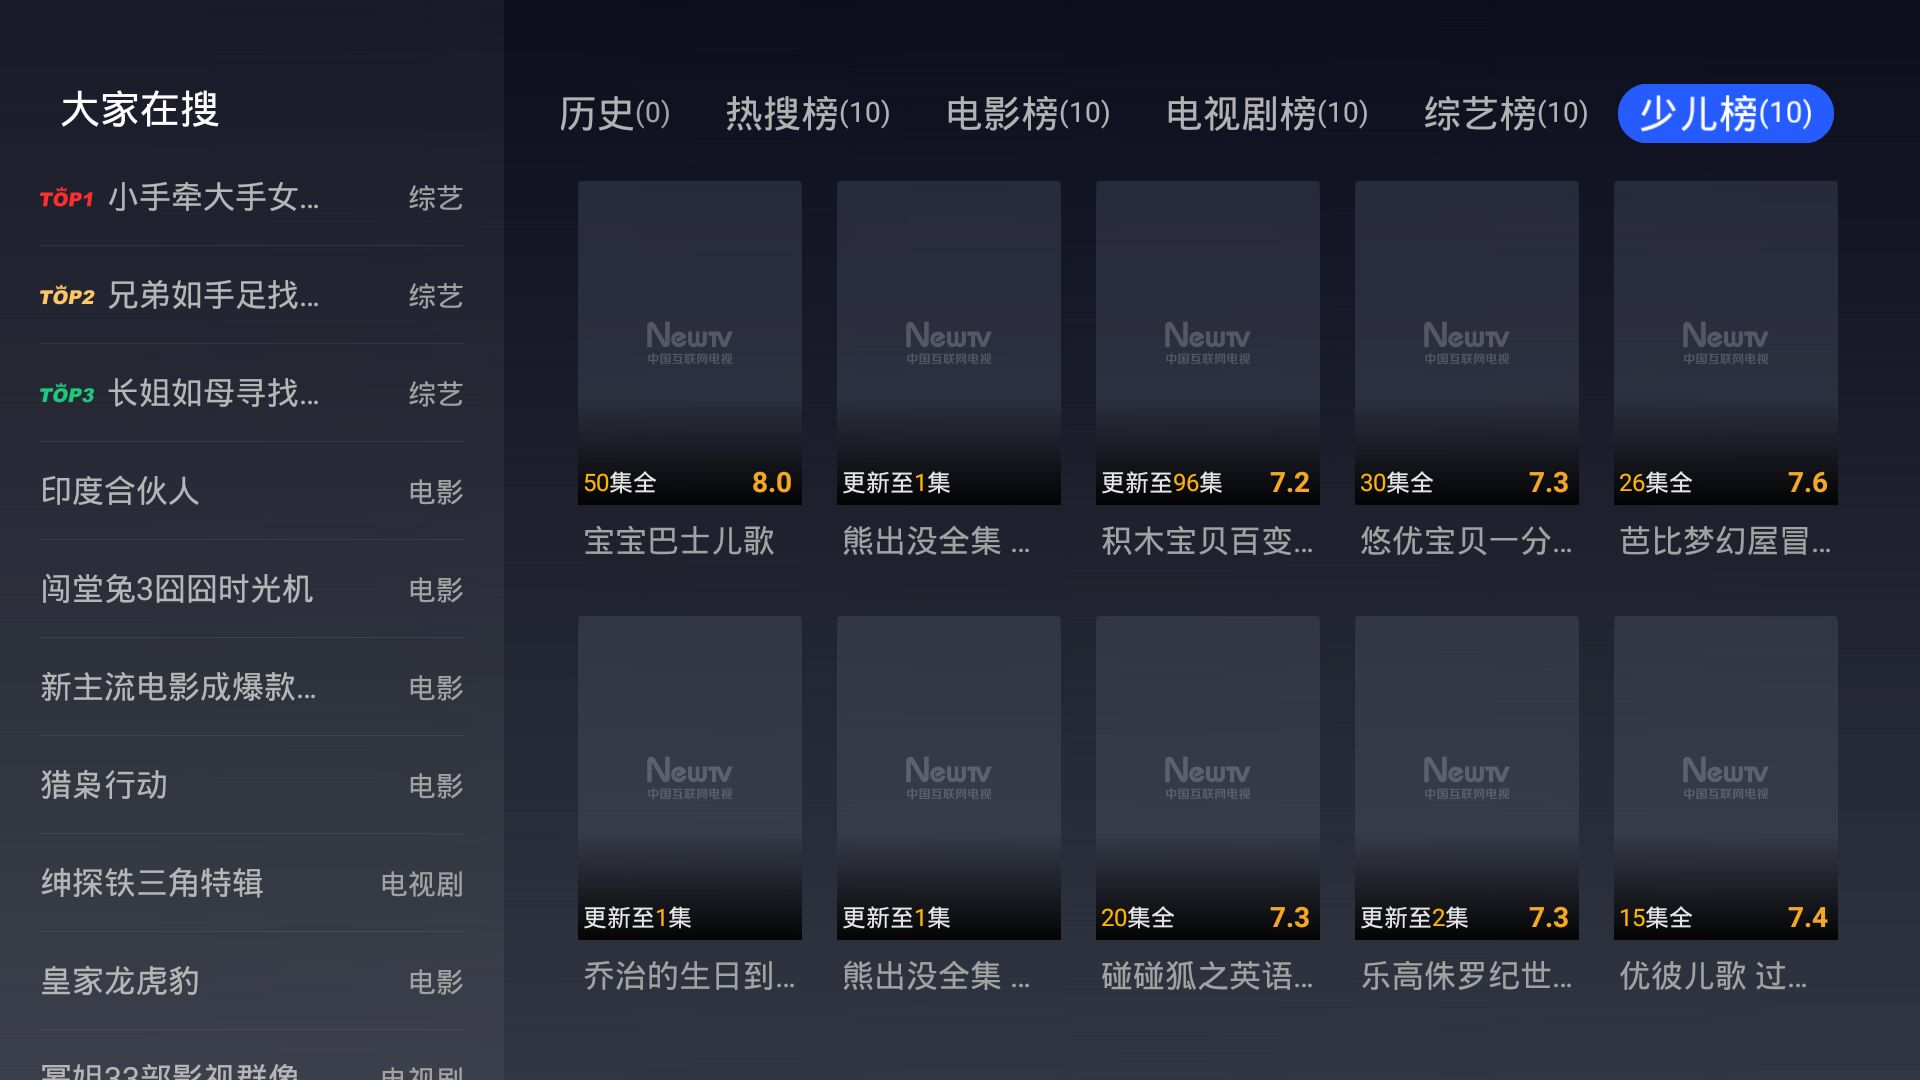 大家在搜
TOP1 小手牵大手女... 综艺
TOP2 兄弟如手足找... 综艺
TOP3 长姐如母寻找... 综艺
印度合伙人 电影
闯堂兔3囧囧时光机 电影
新主流电影成爆款... 电影
猎枭行动 电影
绅探铁三角特辑 电视剧
皇家龙虎豹 电影
幂姐33部影视群像 电视剧
历史(0) 热搜榜(10) 电影榜(10) 电视剧榜(10) 综艺榜(10) 少儿榜(10)
NewTV NewTV NewTV NewTV NewTV
中国互联网电视 中国互联网电视 中国互联网电视 中国互联网电视 中国互联网电视
50集全 8.0 更新至1集 更新至96集 7.2 30集全 7.3 26集全 7.6
宝宝巴士儿歌 熊出没全集 ... 积木宝贝百变... 悠优宝贝一分... 芭比梦幻屋冒...
NewTV NewTV NewTV NewTV NewTV
中国互联网电视 中国互联网电视 中国互联网电视 中国互联网电视 中国互联网电视
更新至1集 更新至1集 20集全 7.3 更新至2集 7.3 15集全 7.4
乔治的生日到... 熊出没全集 ... 碰碰狐之英语... 乐高侏罗纪世... 优彼儿歌 过...